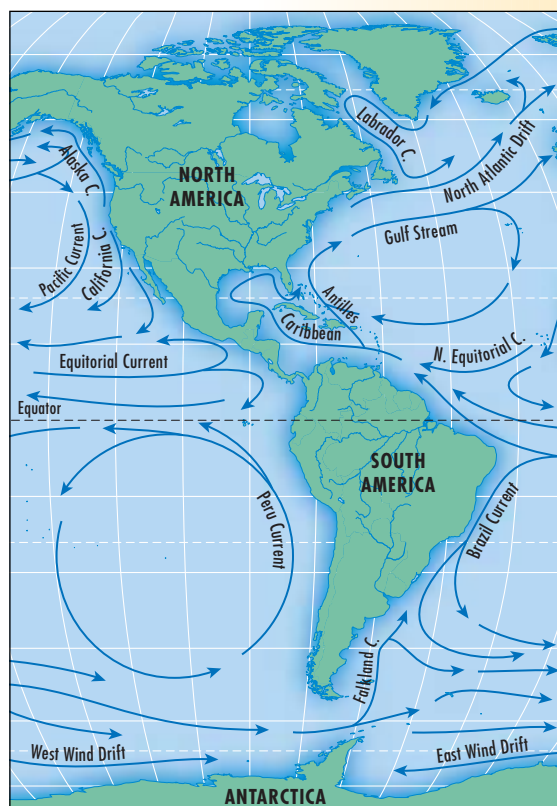 Labrador C.
Alaska C.
NORTH
AMERICA
North Atlantic Drift
Gulf Stream
Pacific Current
California C.
Antilles
Caribbean
N. Equitorial C.
Equitorial Current
Equator
SOUTH
AMERICA
Peru Current
Brazil Current
Falkland C.
West Wind Drift
East Wind Drift
ANTARCTICA